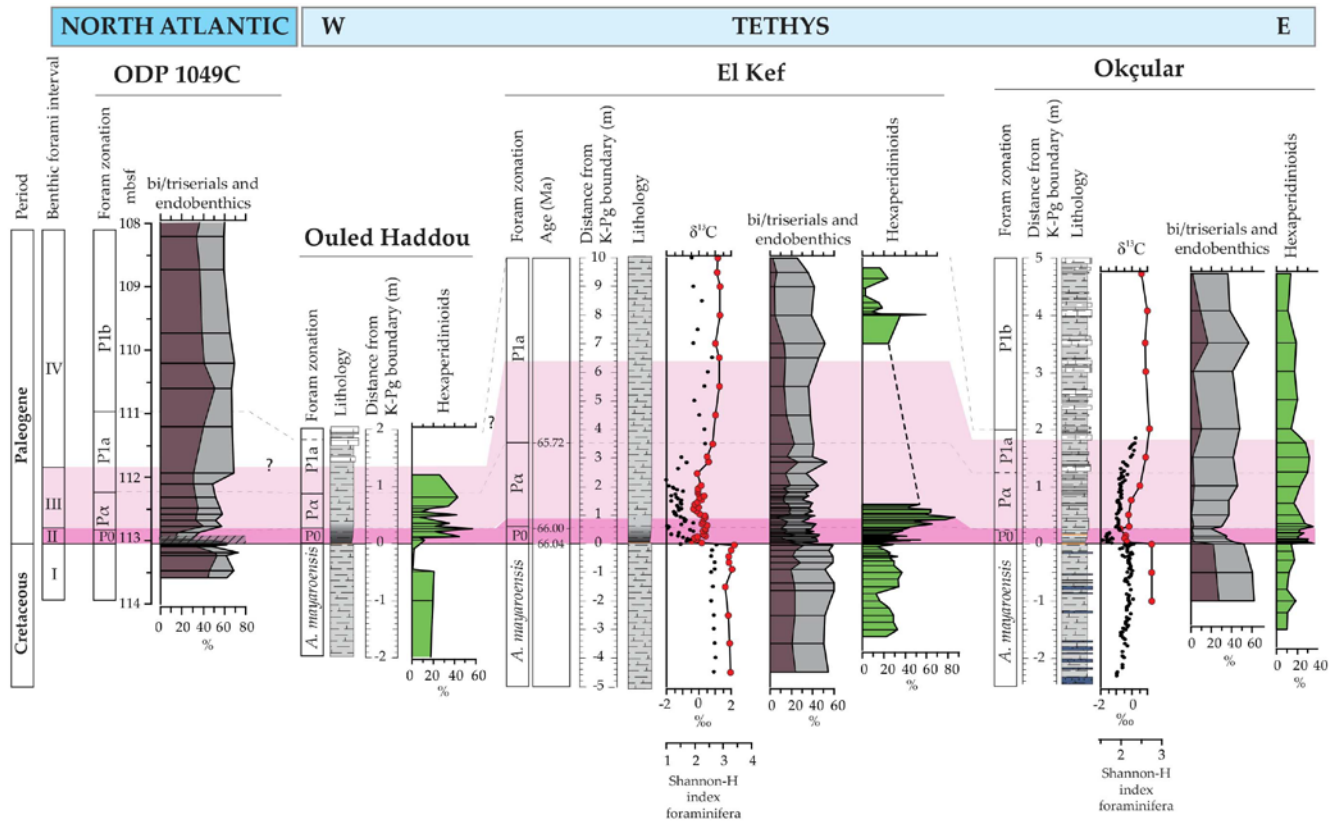 NORTH ATLANTIC
W
TETHYS
E
ODP 1049C
El Kef
Okçular
Ouled Haddou
Period
Benthic forami interval
Foram zonation
mbsf
bi/triserials and
endobenthics
Paleogene
Cretaceous
IV
III
II
I
P1b
P1a
Pα
P0
108
109
110
111
112
113
114
0 20 40 60 80
%
?
Foram zonation
Lithology
Distance from
K-Pg boundary (m)
Hexaperidinioids
P1a
Pα
P0
A. mayaroensis
2
1
0
-1
-2
0 20 40 60
%
?
Foram zonation
Age (Ma)
Distance from
K-Pg boundary (m)
Lithology
δ¹³C
bi/triserials and
endobenthics
Hexaperidinioids
P1a
Pα
P0
A. mayaroensis
65.72
66.00
66.04
10
9
8
7
6
5
4
3
2
1
0
-1
-2
-3
-4
-5
-2 0 2
‰
1 2 3 4
Shannon-H
index
foraminifera
0 20 40 60
%
0 20 40 60 80
%
Foram zonation
Distance from
K-Pg boundary (m)
Lithology
δ¹³C
bi/triserials and
endobenthics
Hexaperidinioids
P1b
P1a
Pα
P0
A. mayaroensis
5
4
3
2
1
0
-1
-2
-2 0
‰
2 3
Shannon-H
index
foraminifera
0 20 40 60
%
0 20 40
%